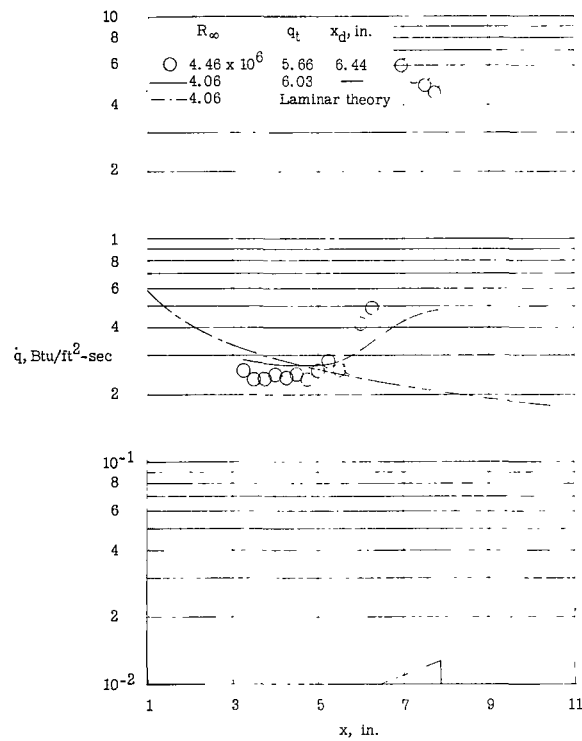 10
8
R∞ qt xd, in.
6
4.46 x 10⁶ 5.66 6.44
4.06 6.03 —
4
4.06 Laminar theory
2
1
8
6
4
q̇, Btu/ft²-sec
2
10⁻¹
8
6
4
2
10⁻²
1 3 5 7 9 11
x, in.